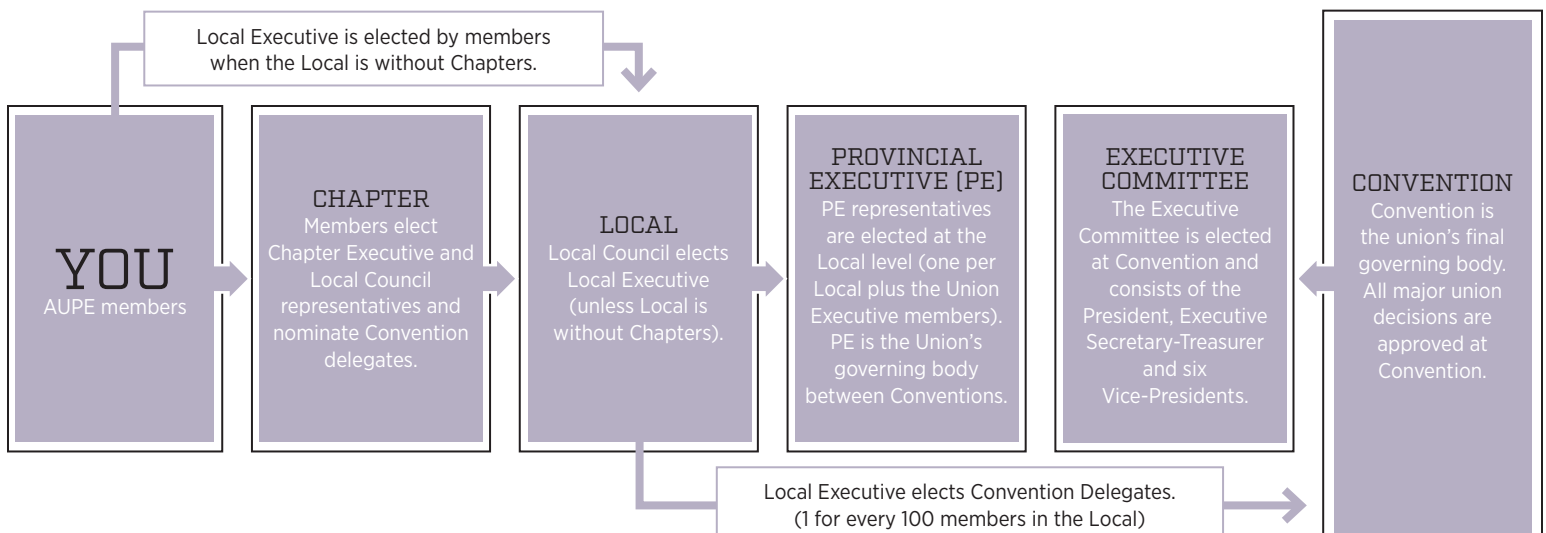 Local Executive is elected by members
when the Local is without Chapters.
YOU
AUPE members
CHAPTER
Members elect
Chapter Executive and
Local Council
representatives and
nominate Convention
delegates.
LOCAL
Local Council elects
Local Executive
(unless Local is
without Chapters).
PROVINCIAL
EXECUTIVE (PE)
PE representatives
are elected at the
Local level (one per
Local plus the Union
Executive members).
PE is the Union's
governing body
between Conventions.
EXECUTIVE
COMMITTEE
The Executive
Committee is elected
at Convention and
consists of the
President, Executive
Secretary-Treasurer
and six
Vice-Presidents.
CONVENTION
Convention is
the union's final
governing body.
All major union
decisions are
approved at
Convention.
Local Executive elects Convention Delegates.
(1 for every 100 members in the Local)